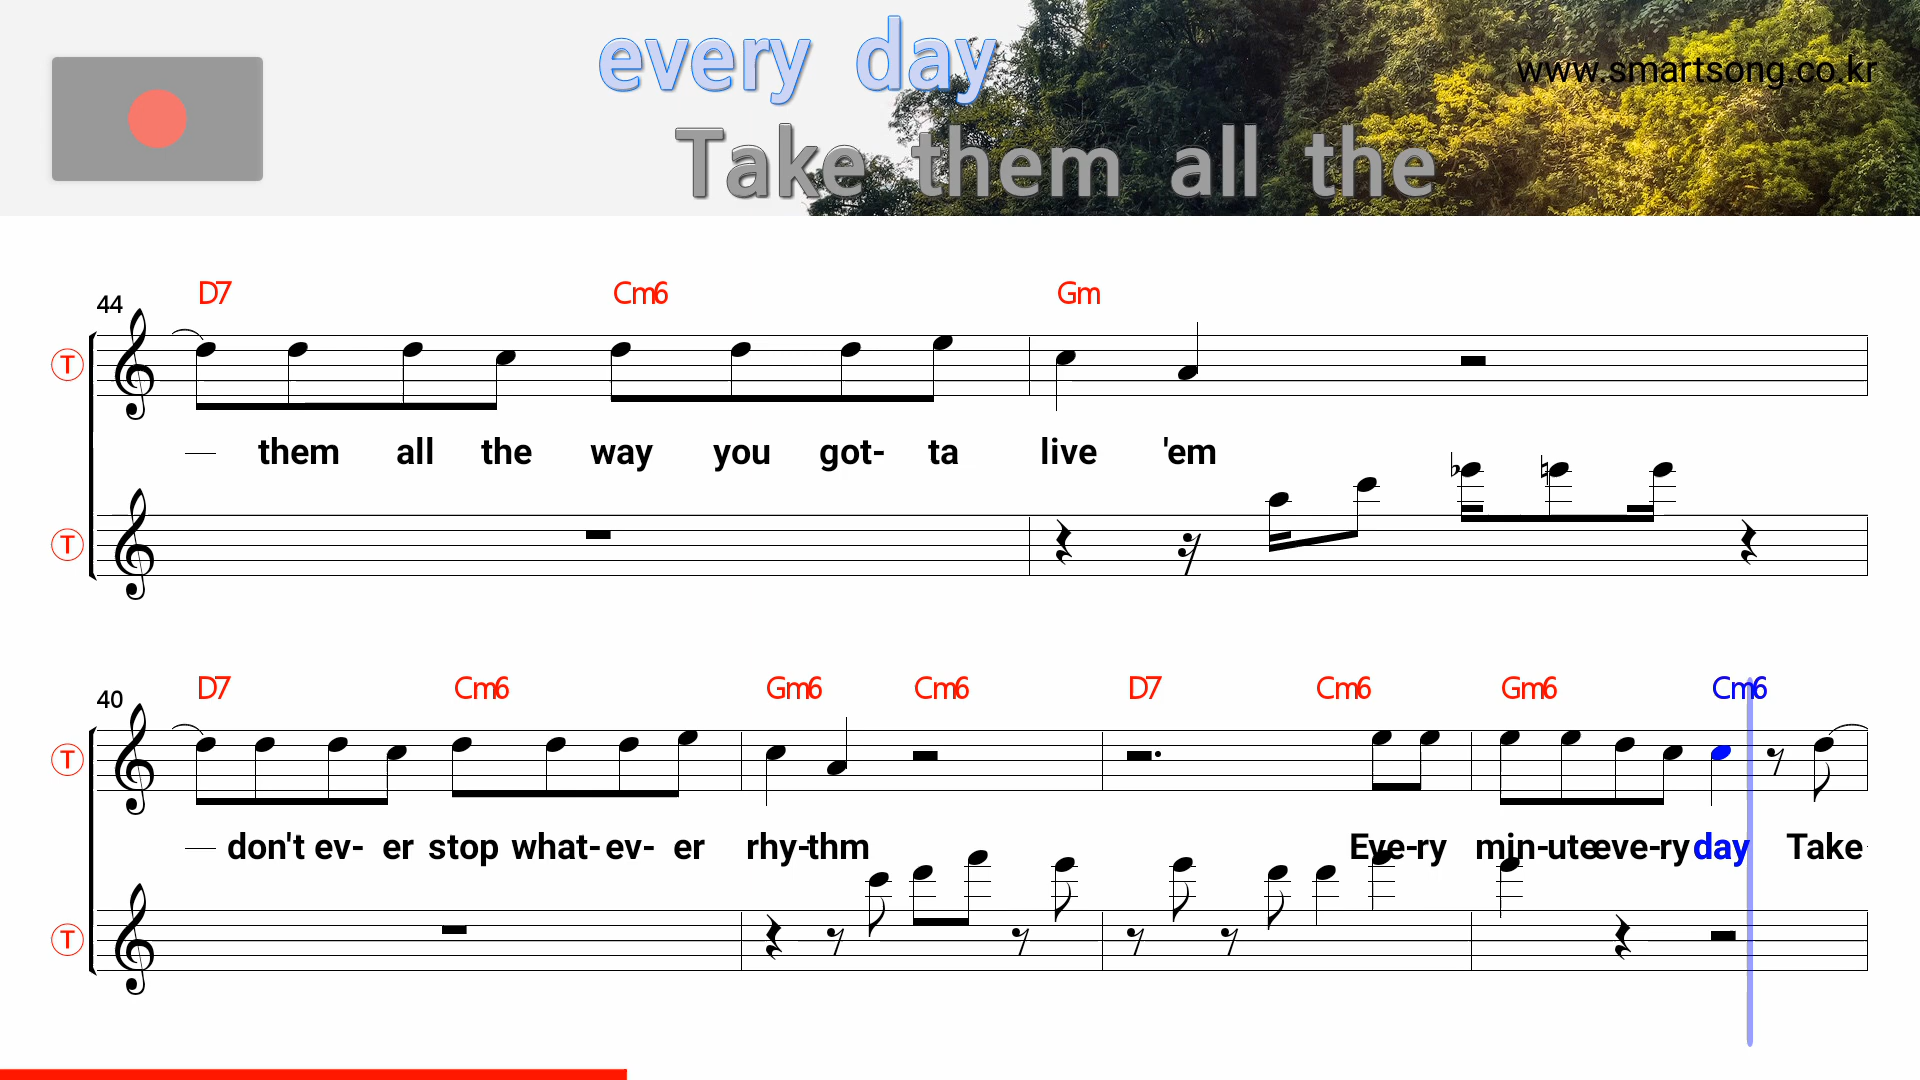 every day
www.smartsong.co.kr
Take them all the
D7 Cm6 Gm
44
T
— them all the way you got- ta live 'em
T
D7 Cm6 Gm6 Cm6 D7 Cm6 Gm6 Cm6
40
T
— don't ev- er stop what- ev- er rhy-thm Eve-ry min-ute eve-ry day Take
T